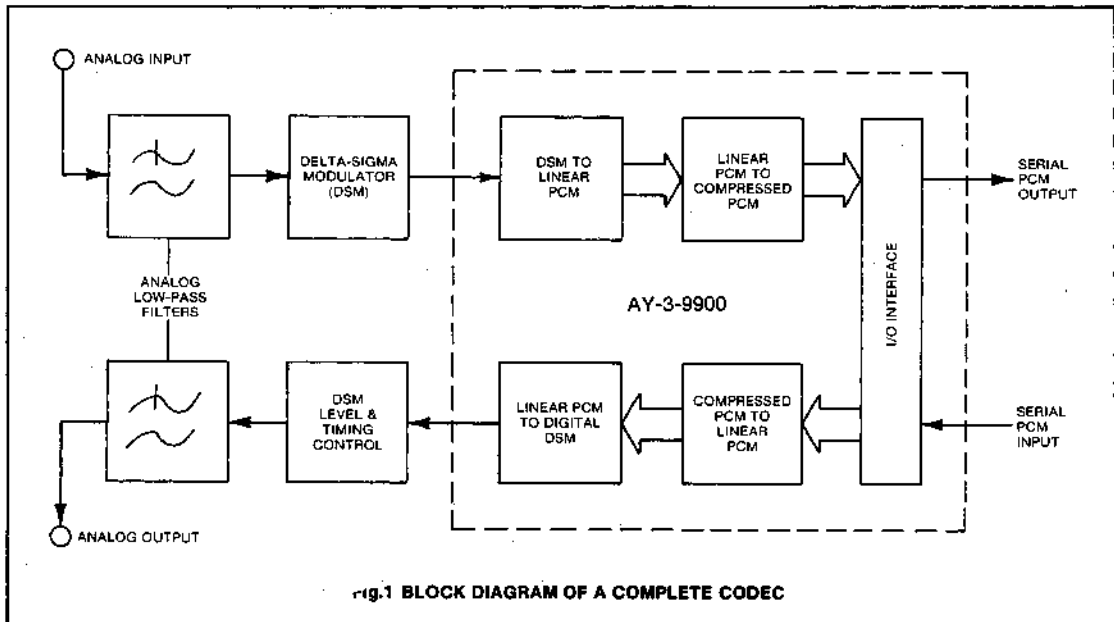 ANALOG INPUT
DELTA-SIGMA
MODULATOR
(DSM)
DSM TO
LINEAR
PCM
LINEAR
PCM TO
COMPRESSED
PCM
SERIAL
PCM
OUTPUT
ANALOG
LOW-PASS
FILTERS
AY-3-9900
I/O INTERFACE
DSM
LEVEL &
TIMING
CONTROL
LINEAR PCM
TO DIGITAL
DSM
COMPRESSED
PCM TO
LINEAR
PCM
SERIAL
PCM
INPUT
ANALOG OUTPUT
Fig.1 BLOCK DIAGRAM OF A COMPLETE CODEC